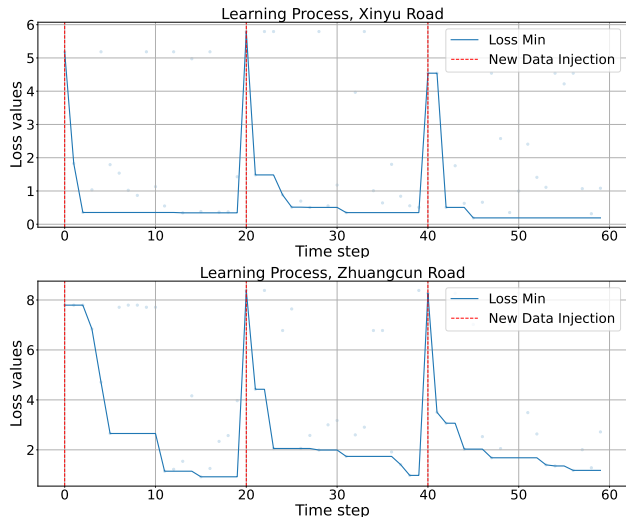 Learning Process, Xinyu Road
6
5
4
3
2
1
0
Loss values
Loss Min
New Data Injection
0 10 20 30 40 50 60
Time step
Learning Process, Zhuangcun Road
8
6
4
2
Loss values
Loss Min
New Data Injection
0 10 20 30 40 50 60
Time step